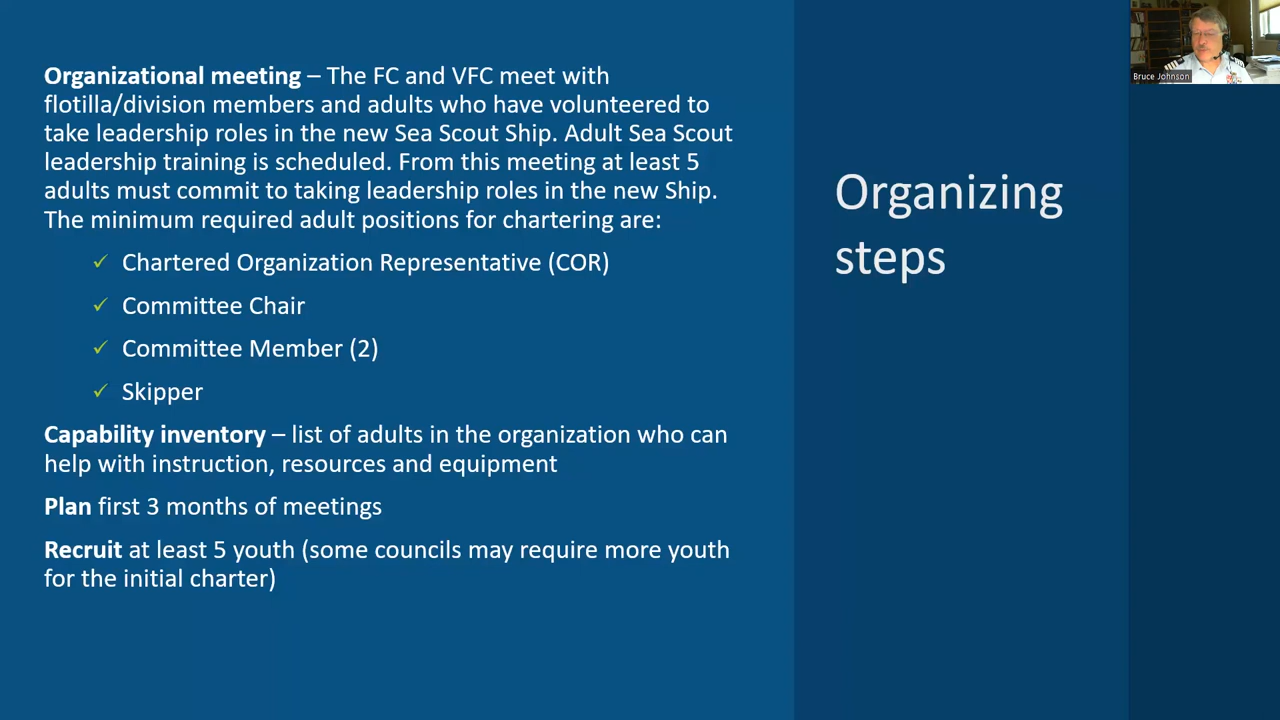 Organizational meeting – The FC and VFC meet with
flotilla/division members and adults who have volunteered to
take leadership roles in the new Sea Scout Ship. Adult Sea Scout
leadership training is scheduled. From this meeting at least 5
adults must commit to taking leadership roles in the new Ship.
The minimum required adult positions for chartering are:
✓ Chartered Organization Representative (COR)
✓ Committee Chair
✓ Committee Member (2)
✓ Skipper
Capability inventory – list of adults in the organization who can
help with instruction, resources and equipment
Plan first 3 months of meetings
Recruit at least 5 youth (some councils may require more youth
for the initial charter)
Organizing
steps
Bruce Johnson